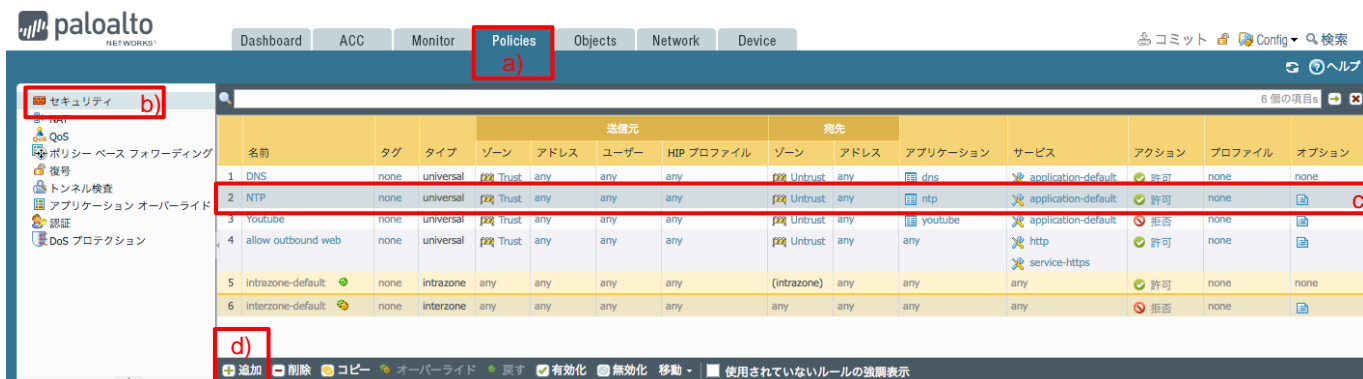 paloalto
NETWORKS®
Dashboard ACC Monitor Policies Objects Network Device
コミット Config 検索
a)
ヘルプ
セキュリティ b)
NAT
QoS
ポリシー ベース フォワーディング
復号
トンネル検査
アプリケーション オーバーライド
認証
DoS プロテクション
6 個の項目s
送信元 宛先
名前 タグ タイプ ゾーン アドレス ユーザー HIP プロファイル ゾーン アドレス アプリケーション サービス アクション プロファイル オプション
1 DNS none universal Trust any any any Untrust any dns application-default 許可 none none
2 NTP none universal Trust any any any Untrust any ntp application-default 許可 none c
3 Youtube none universal Trust any any any Untrust any youtube application-default 拒否 none
4 allow outbound web none universal Trust any any any Untrust any any http 許可 none
service-https
5 intrazone-default none intrazone any any any any (intrazone) any any any 許可 none none
6 interzone-default none interzone any any any any any any any any 拒否 none
d)
追加 削除 コピー オーバーライド 戻す 有効化 無効化 移動 使用されていないルールの強調表示